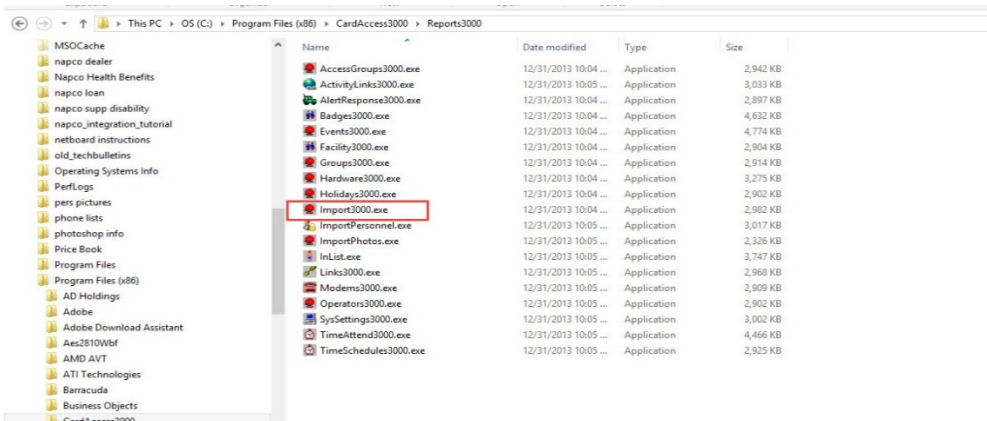 This PC OS (C:) Program Files (x86) CardAccess3000 Reports3000
MSOCache
napco dealer
Napco Health Benefits
napco loan
napco supp disability
napco_integration_tutorial
netboard instructions
old_techbulletins
Operating Systems Info
PerfLogs
pers pictures
phone lists
photoshop info
Price Book
Program Files
Program Files (x86)
AD Holdings
Adobe
Adobe Download Assistant
Aes2810Wbf
AMD AVT
ATI Technologies
Barracuda
Business Objects
CardAccess3000
Name Date modified Type Size
AccessGroups3000.exe 12/31/2013 10:04 ... Application 2,942 KB
ActivityLinks3000.exe 12/31/2013 10:05 ... Application 3,033 KB
AlertResponse3000.exe 12/31/2013 10:04 ... Application 2,897 KB
Badges3000.exe 12/31/2013 10:04 ... Application 4,632 KB
Events3000.exe 12/31/2013 10:04 ... Application 4,774 KB
Facility3000.exe 12/31/2013 10:04 ... Application 2,904 KB
Groups3000.exe 12/31/2013 10:04 ... Application 2,914 KB
Hardware3000.exe 12/31/2013 10:04 ... Application 3,275 KB
Holidays3000.exe 12/31/2013 10:04 ... Application 2,902 KB
Import3000.exe 12/31/2013 10:04 ... Application 2,982 KB
ImportPersonnel.exe 12/31/2013 10:05 ... Application 3,017 KB
ImportPhotos.exe 12/31/2013 10:05 ... Application 2,326 KB
InList.exe 12/31/2013 10:05 ... Application 3,747 KB
Links3000.exe 12/31/2013 10:05 ... Application 2,968 KB
Modems3000.exe 12/31/2013 10:05 ... Application 2,909 KB
Operators3000.exe 12/31/2013 10:05 ... Application 2,902 KB
SysSettings3000.exe 12/31/2013 10:05 ... Application 3,002 KB
TimeAttend3000.exe 12/31/2013 10:05 ... Application 4,466 KB
TimeSchedules3000.exe 12/31/2013 10:05 ... Application 2,925 KB